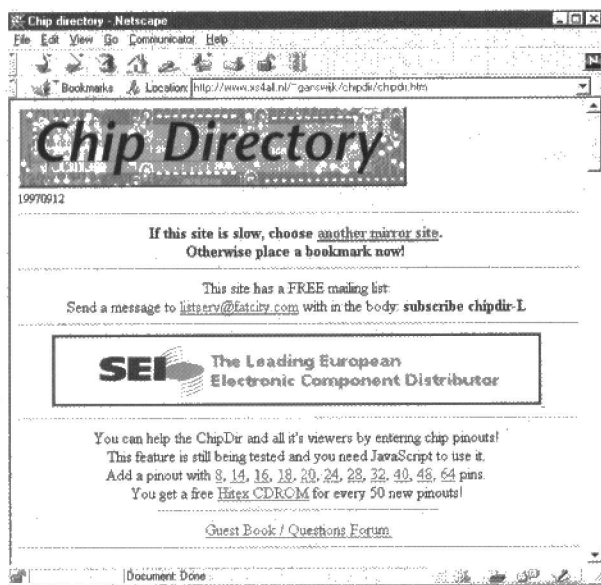 Chip directory - Netscape
File Edit View Go Communicator Help
Bookmarks Location: http://www.xs4all.nl/~ganswijk/chipdir/chipdir.htm
Chip Directory
19970912
If this site is slow, choose another mirror site.
Otherwise place a bookmark now!
This site has a FREE mailing list:
Send a message to listserv@fatcity.com with in the body: subscribe chipdir-L
SEI The Leading European
Electronic Component Distributor
You can help the ChipDir and all it's viewers by entering chip pinouts!
This feature is still being tested and you need JavaScript to use it.
Add a pinout with 8, 14, 16, 18, 20, 24, 28, 32, 40, 48, 64 pins.
You get a free Hitex CDROM for every 50 new pinouts!
Guest Book / Questions Forum
Document: Done